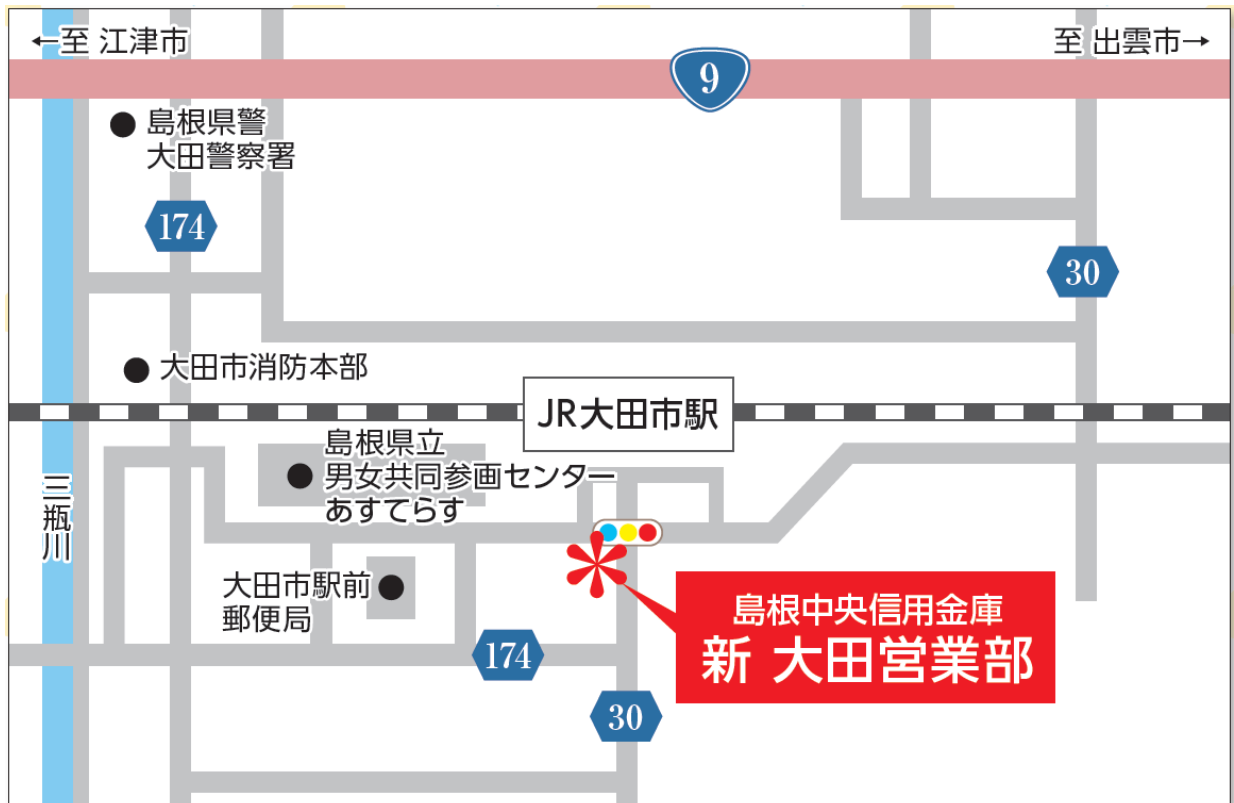 ←至 江津市
至 出雲市→
9
島根県警
大田警察署
174
30
大田市消防本部
JR大田市駅
島根県立
男女共同参画センター
あすてらす
三瓶川
大田市駅前
郵便局
島根中央信用金庫
新 大田営業部
174
30